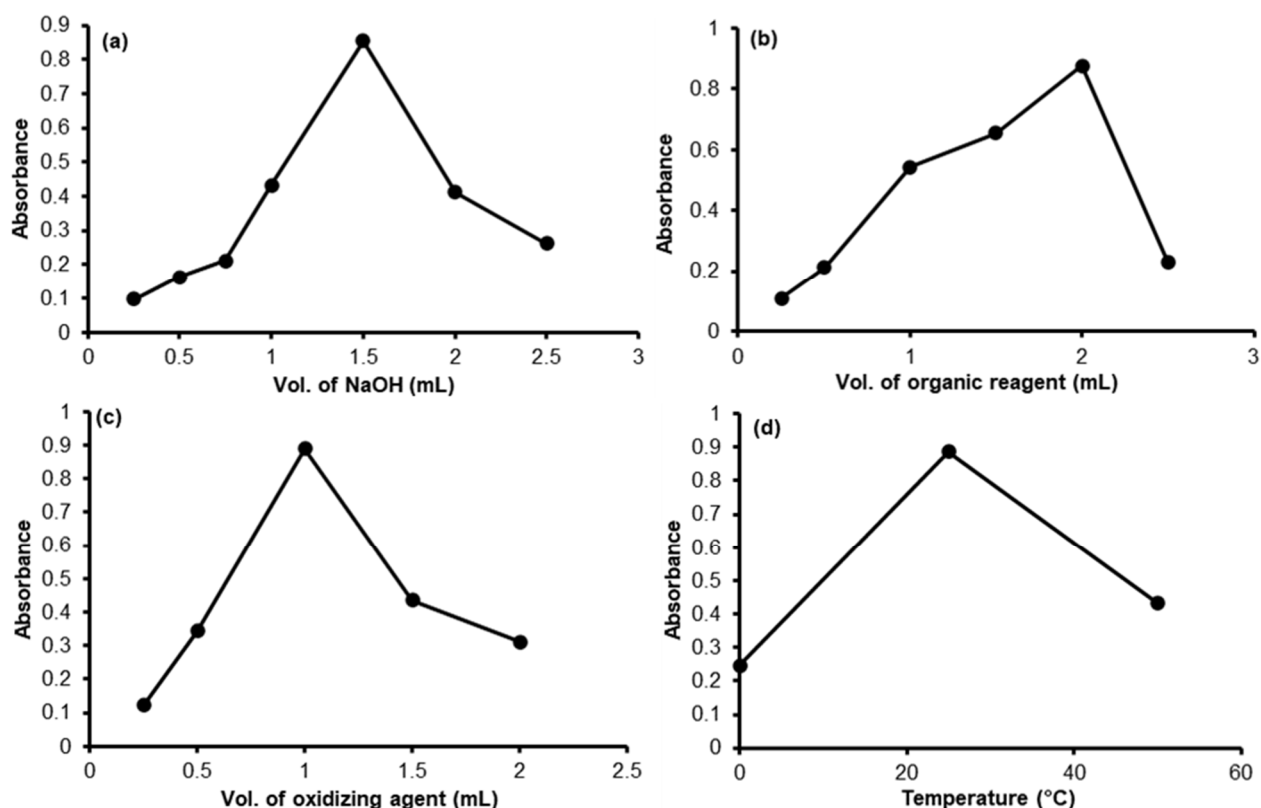 (a)
Absorbance
0.9
0.8
0.7
0.6
0.5
0.4
0.3
0.2
0.1
0
0 0.5 1 1.5 2 2.5 3
Vol. of NaOH (mL)
(b)
Absorbance
1
0.8
0.6
0.4
0.2
0
0 1 2 3
Vol. of organic reagent (mL)
(c)
Absorbance
1
0.9
0.8
0.7
0.6
0.5
0.4
0.3
0.2
0.1
0
0 0.5 1 1.5 2 2.5
Vol. of oxidizing agent (mL)
(d)
Absorbance
1
0.9
0.8
0.7
0.6
0.5
0.4
0.3
0.2
0.1
0
0 20 40 60
Temperature (°C)